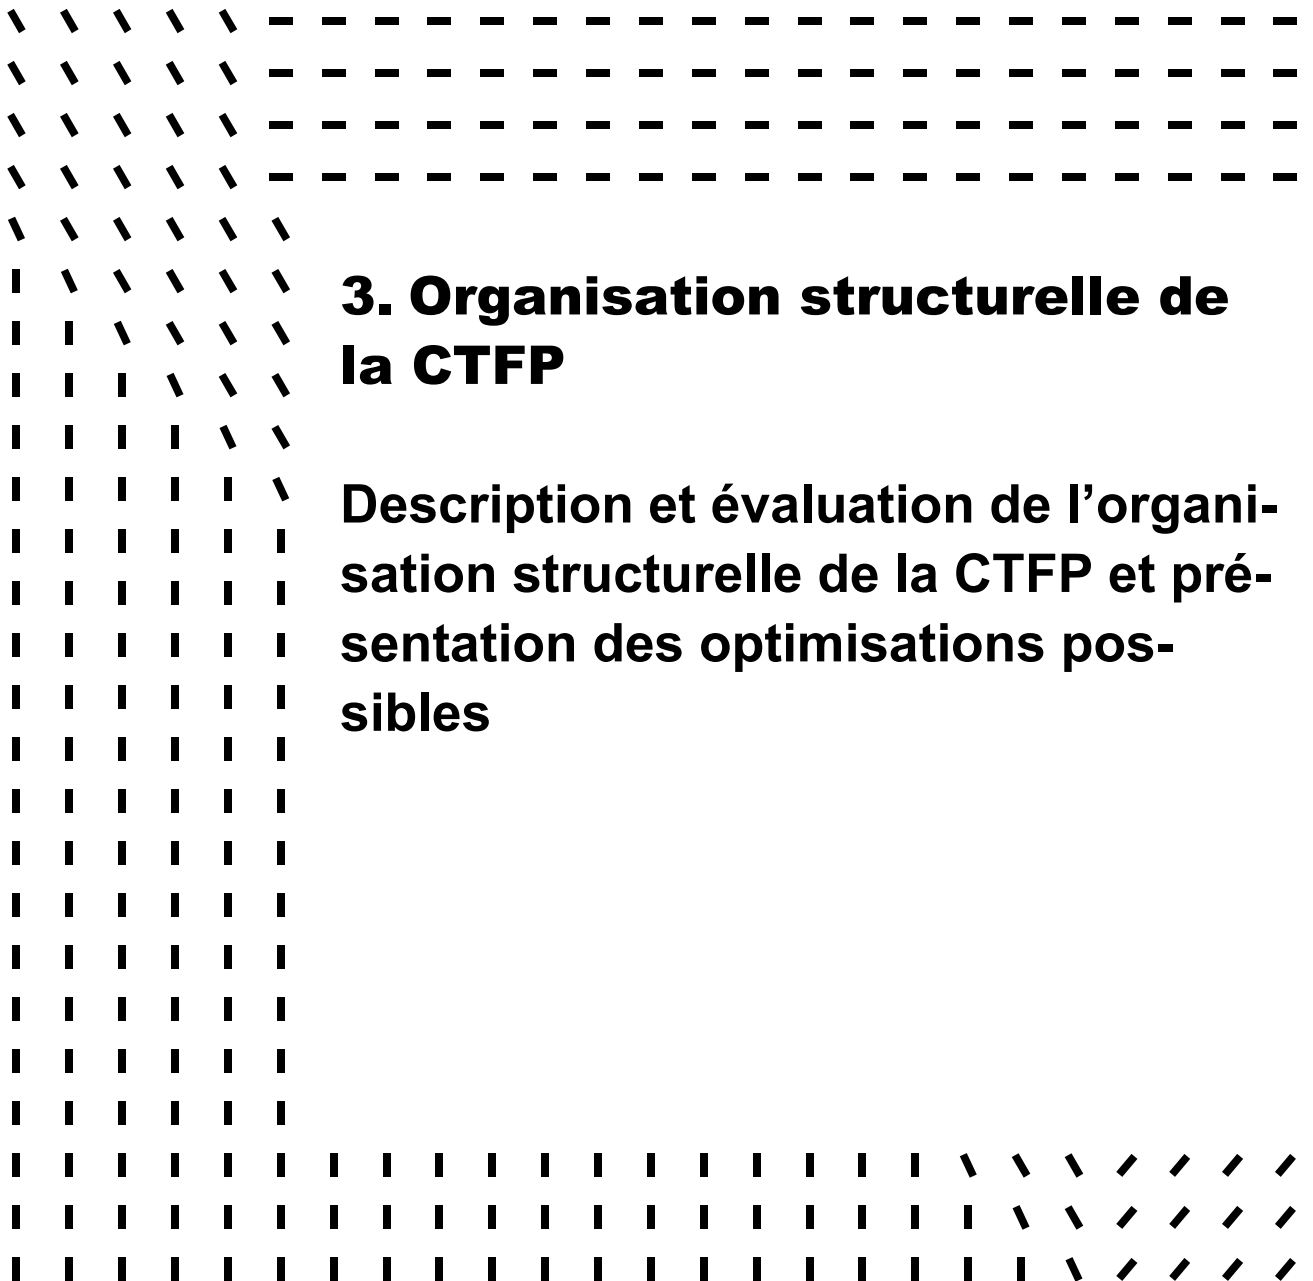 3. Organisation structurelle de
la CTFP
Description et évaluation de l’organi-
sation structurelle de la CTFP et pré-
sentation des optimisations pos-
sibles